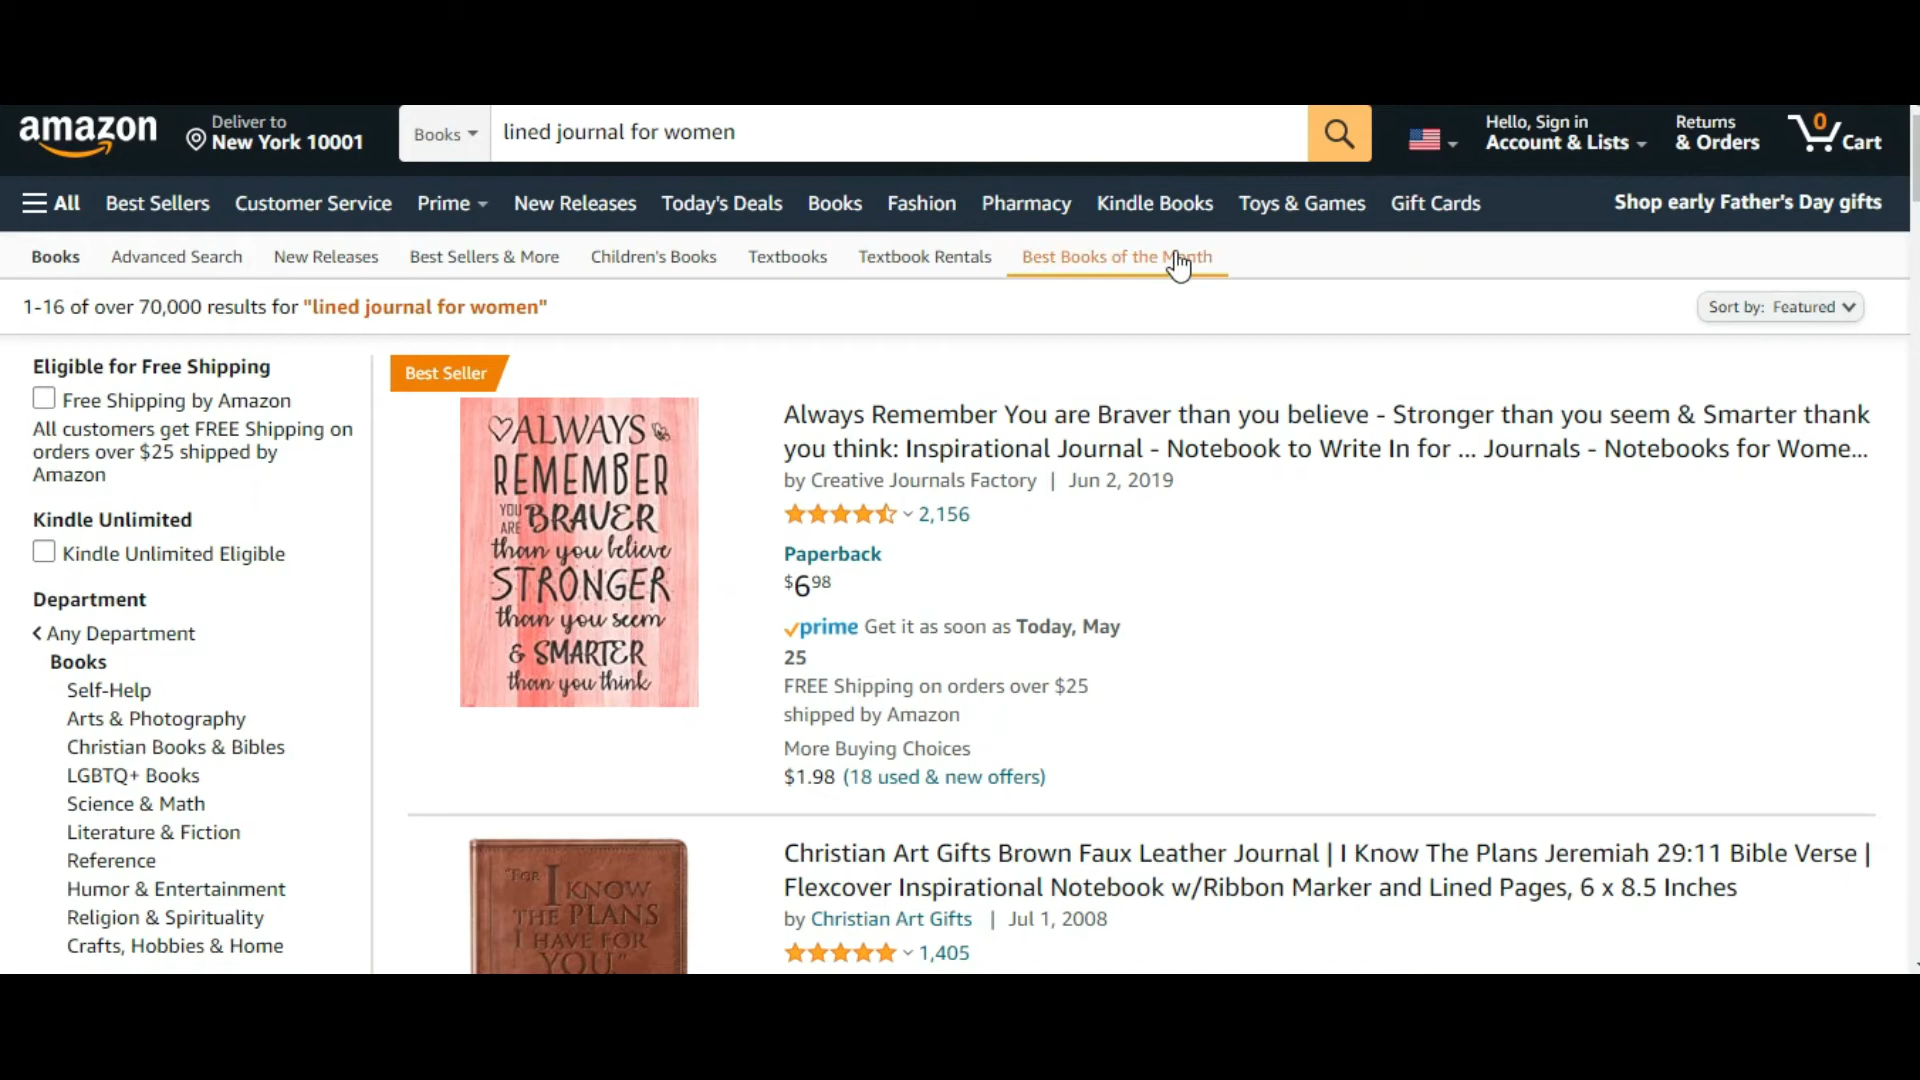 amazon
Deliver to
New York 10001
Books
lined journal for women
Hello, Sign in
Account & Lists
Returns
& Orders
0
Cart
All
Best Sellers
Customer Service
Prime
New Releases
Today's Deals
Books
Fashion
Pharmacy
Kindle Books
Toys & Games
Gift Cards
Shop early Father's Day gifts
Books
Advanced Search
New Releases
Best Sellers & More
Children's Books
Textbooks
Textbook Rentals
Best Books of the Month
1-16 of over 70,000 results for "lined journal for women"
Sort by: Featured
Eligible for Free Shipping
Free Shipping by Amazon
All customers get FREE Shipping on
orders over $25 shipped by
Amazon
Kindle Unlimited
Kindle Unlimited Eligible
Department
Any Department
Books
Self-Help
Arts & Photography
Christian Books & Bibles
LGBTQ+ Books
Science & Math
Literature & Fiction
Reference
Humor & Entertainment
Religion & Spirituality
Crafts, Hobbies & Home
Best Seller
ALWAYS
REMEMBER
YOU ARE BRAVER
than you believe
STRONGER
than you seem
& SMARTER
than you think
Always Remember You are Braver than you believe - Stronger than you seem & Smarter thank
you think: Inspirational Journal - Notebook to Write In for ... Journals - Notebooks for Wome...
by Creative Journals Factory | Jun 2, 2019
2,156
Paperback
$6.98
prime Get it as soon as Today, May
25
FREE Shipping on orders over $25
shipped by Amazon
More Buying Choices
$1.98 (18 used & new offers)
"FOR I KNOW
THE PLANS
I HAVE FOR
YOU."
Christian Art Gifts Brown Faux Leather Journal | I Know The Plans Jeremiah 29:11 Bible Verse |
Flexcover Inspirational Notebook w/Ribbon Marker and Lined Pages, 6 x 8.5 Inches
by Christian Art Gifts | Jul 1, 2008
1,405